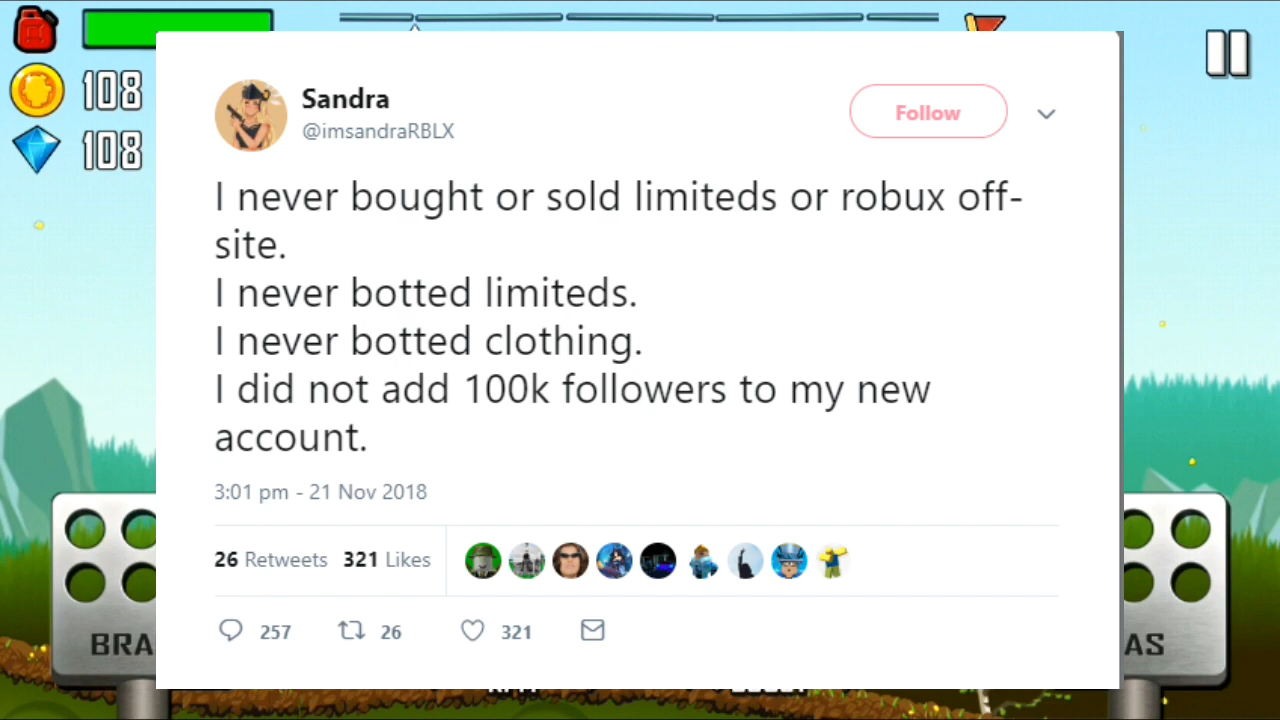 108
108
Sandra
@imsandraRBLX
Follow
I never bought or sold limiteds or robux off-
site.
I never botted limiteds.
I never botted clothing.
I did not add 100k followers to my new
account.
3:01 pm - 21 Nov 2018
26 Retweets 321 Likes
257 26 321
BRA
AS